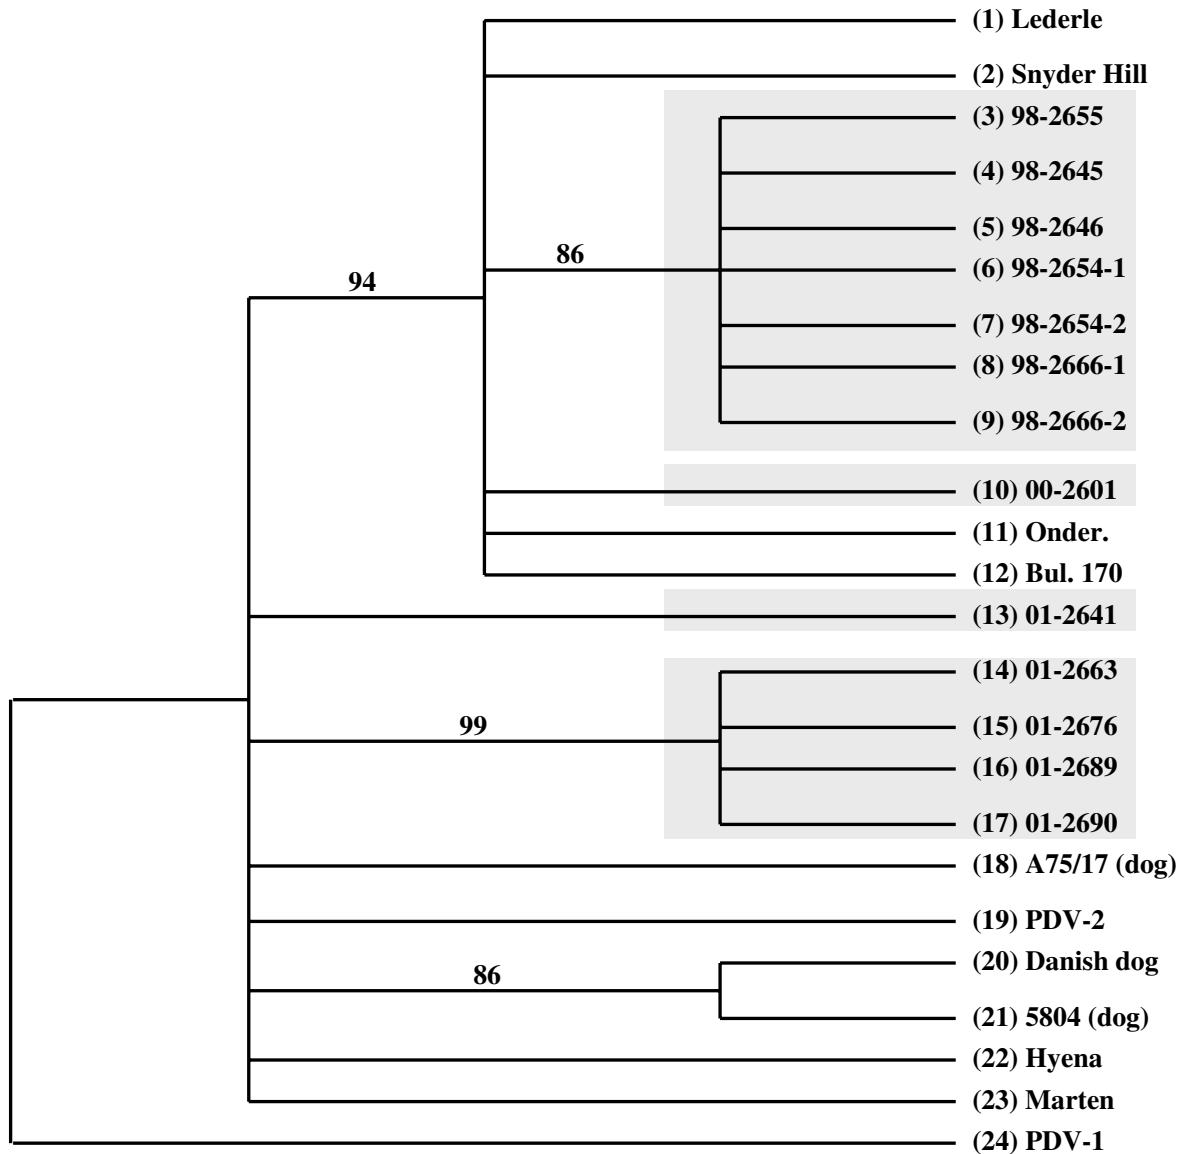 (1) Lederle
(2) Snyder Hill
(3) 98-2655
(4) 98-2645
(5) 98-2646
86
(6) 98-2654-1
94
(7) 98-2654-2
(8) 98-2666-1
(9) 98-2666-2
(10) 00-2601
(11) Onder.
(12) Bul. 170
(13) 01-2641
(14) 01-2663
99
(15) 01-2676
(16) 01-2689
(17) 01-2690
(18) A75/17 (dog)
(19) PDV-2
(20) Danish dog
86
(21) 5804 (dog)
(22) Hyena
(23) Marten
(24) PDV-1